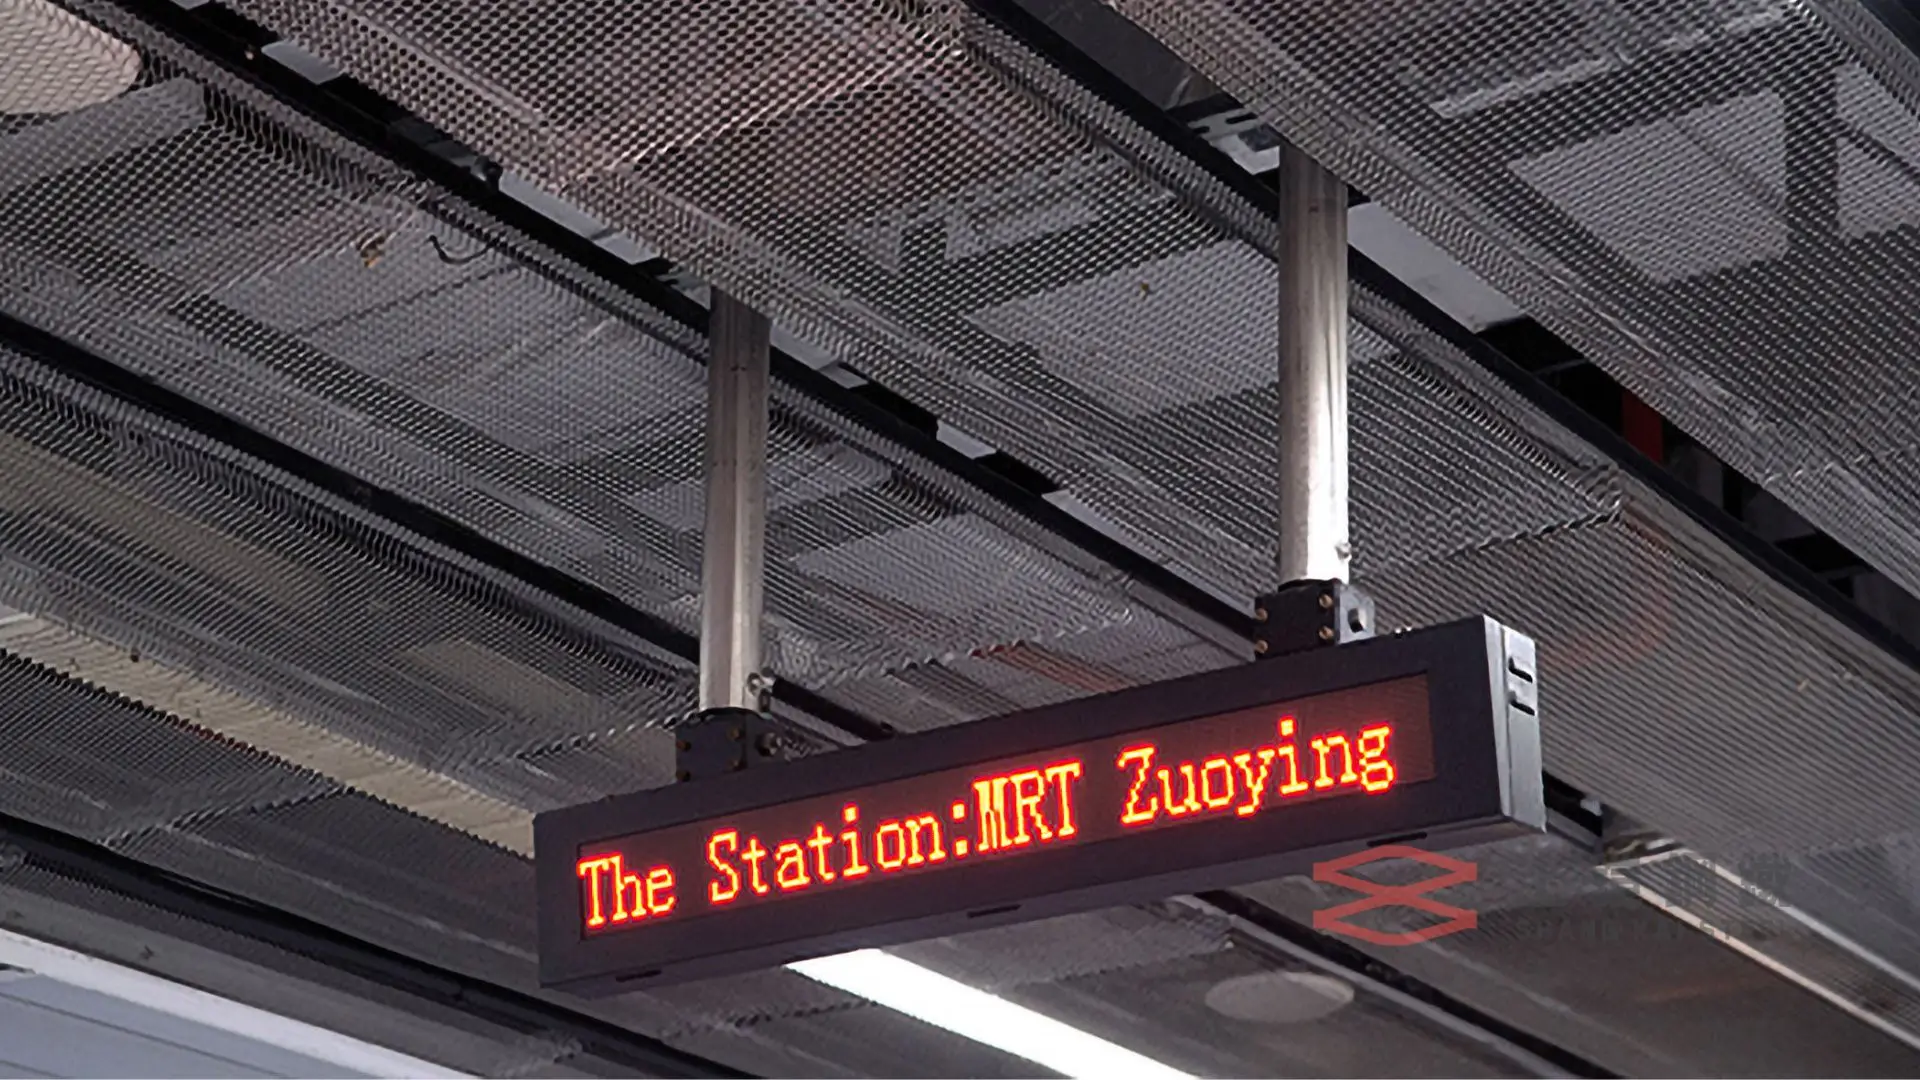 The Station:MRT Zuoying